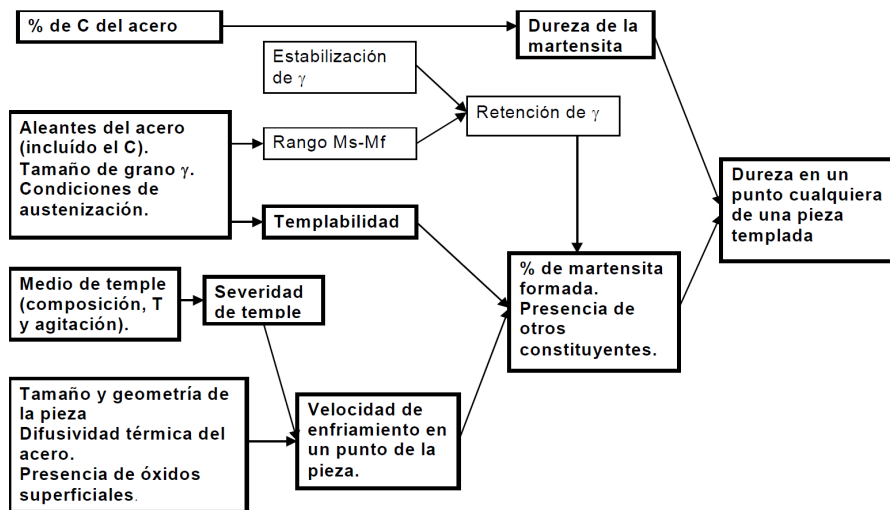 % de C del acero
Dureza de la
martensita
Estabilización
de γ
Retención de γ
Aleantes del acero
(incluído el C).
Tamaño de grano γ.
Condiciones de
austenización.
Rango Ms-Mf
Templabilidad
Dureza en un
punto cualquiera
de una pieza
templada
Medio de temple
(composición, T
y agitación).
Severidad
de temple
% de martensita
formada.
Presencia de
otros
constituyentes.
Tamaño y geometría de
la pieza
Difusividad térmica del
acero.
Presencia de óxidos
superficiales.
Velocidad de
enfriamiento en
un punto de la
pieza.